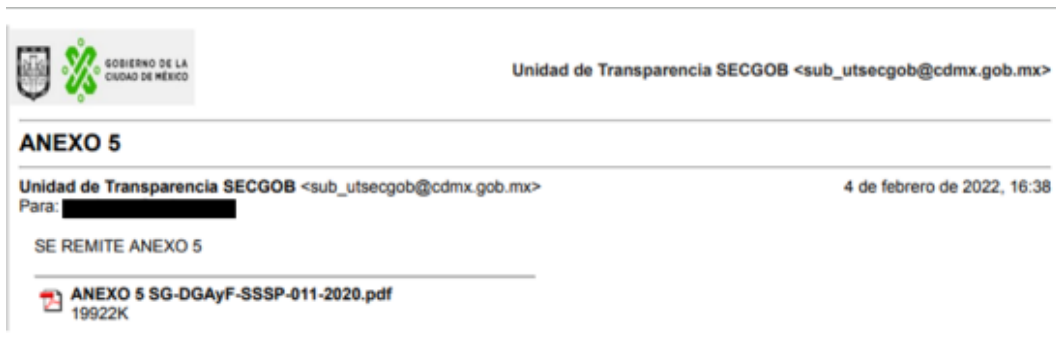 GOBIERNO DE LA
CIUDAD DE MÉXICO
Unidad de Transparencia SECGOB <sub_utsecgob@cdmx.gob.mx>
ANEXO 5
Unidad de Transparencia SECGOB <sub_utsecgob@cdmx.gob.mx> 4 de febrero de 2022, 16:38
Para:
SE REMITE ANEXO 5
ANEXO 5 SG-DGAyF-SSSP-011-2020.pdf
19922K